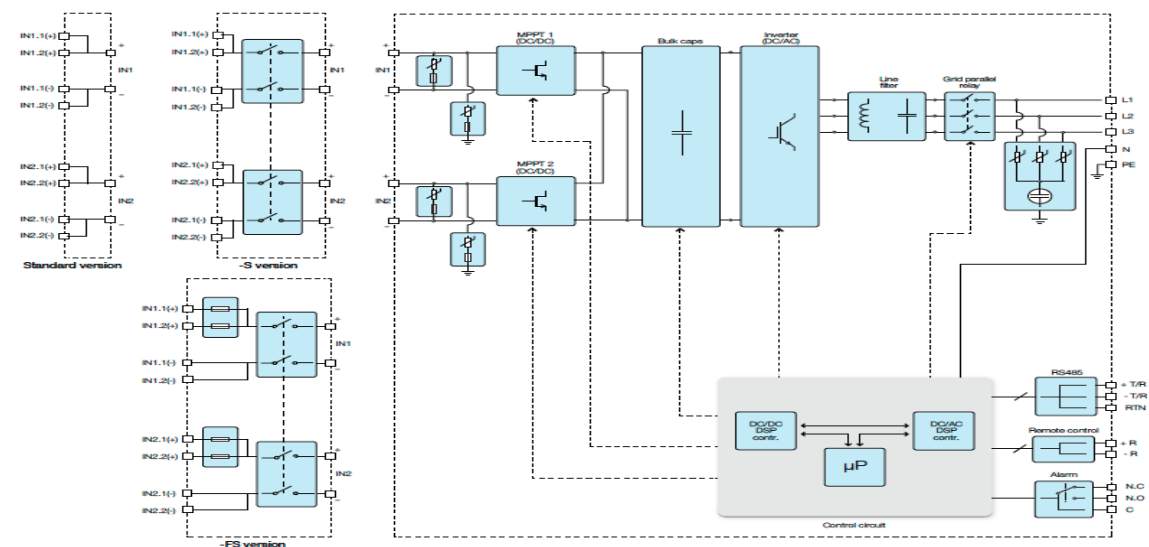 IN1.1(+)
IN1.2(+)
+
IN1
IN1.1(-)
IN1.2(-)
−
IN2.1(+)
IN2.2(+)
+
IN2
IN2.1(-)
IN2.2(-)
−
Standard version
IN1.1(+)
IN1.2(+)
+
IN1
IN1.1(-)
IN1.2(-)
−
IN2.1(+)
IN2.2(+)
+
IN2
IN2.1(-)
IN2.2(-)
−
-S version
IN1.1(+)
IN1.2(+)
+
IN1
IN1.1(-)
IN1.2(-)
−
IN2.1(+)
IN2.2(+)
+
IN2
IN2.1(-)
IN2.2(-)
−
-FS version
+
IN1
−
+
IN2
−
MPPT 1
(DC/DC)
MPPT 2
(DC/DC)
Bulk caps
Inverter
(DC/AC)
Line
filter
Grid parallel
relay
L1
L2
L3
N
PE
DC/DC
DSP
contr.
µP
DC/AC
DSP
contr.
Control circuit
RS485
+ T/R
- T/R
RTN
Remote control
+ R
- R
Alarm
N.C
N.O
C